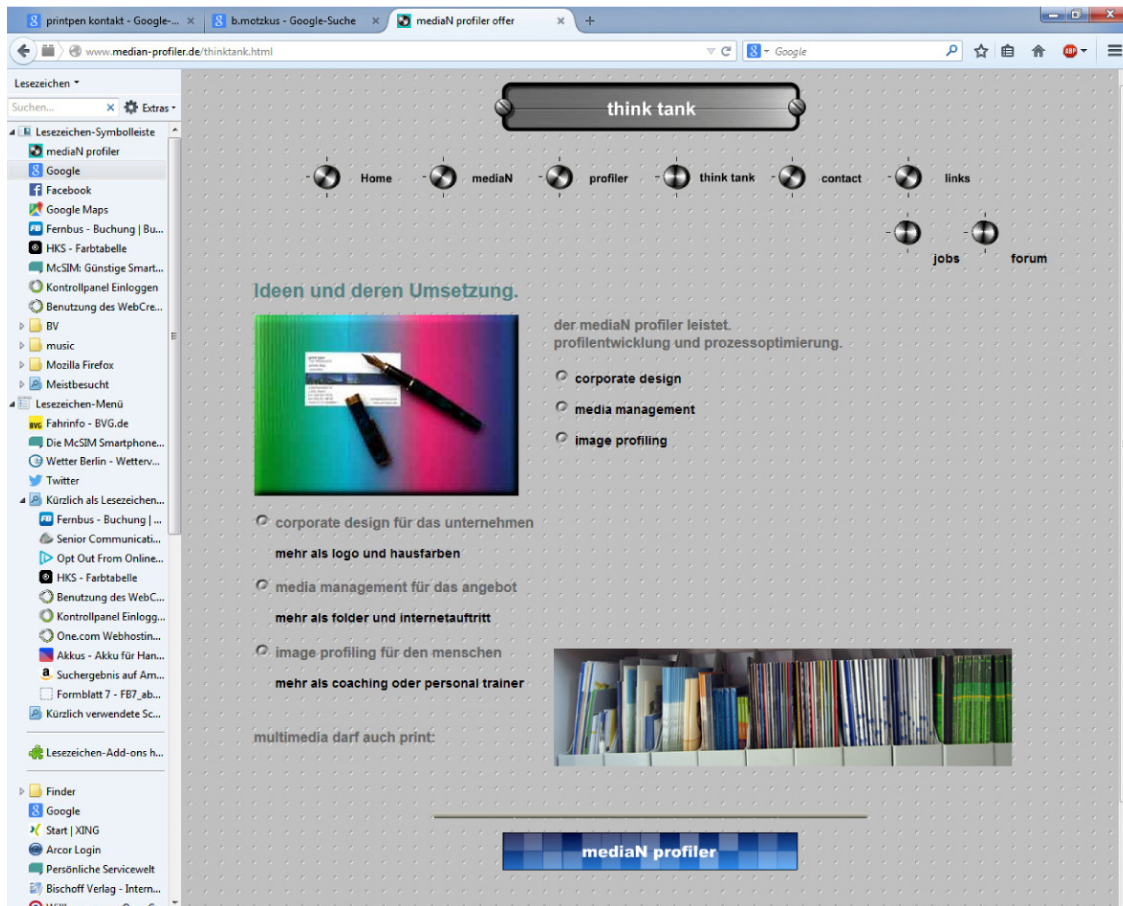 printpen kontakt - Google-...
b.motzkus - Google-Suche
mediaN profiler offer
www.median-profiler.de/thinktank.html
Google
ABP
Lesezeichen
Suchen...
Extras
Lesezeichen-Symbolleiste
mediaN profiler
Google
Facebook
Google Maps
Fernbus - Buchung | Bu...
HKS - Farbtabelle
McSIM: Günstige Smart...
Kontrollpanel Einloggen
Benutzung des WebCre...
BV
music
Mozilla Firefox
Meistbesucht
Lesezeichen-Menü
Fahrinfo - BVG.de
Die McSIM Smartphone...
Wetter Berlin - Wetterv...
Twitter
Kürzlich als Lesezeichen...
Fernbus - Buchung | ...
Senior Communicati...
Opt Out From Online...
HKS - Farbtabelle
Benutzung des WebC...
Kontrollpanel Einlogg...
One.com Webhostin...
Akkus - Akku für Han...
Suchergebnis auf Am...
Formblatt 7 - FB7_ab...
Kürzlich verwendete Sc...
Lesezeichen-Add-ons h...
Finder
Google
Start | XING
Arcor Login
Persönliche Servicewelt
Bischoff Verlag - Intern...
think tank
Home mediaN profiler think tank contact links
jobs forum
Ideen und deren Umsetzung.
der mediaN profiler leistet.
profilentwicklung und prozessoptimierung.
corporate design
media management
image profiling
corporate design für das unternehmen
mehr als logo und hausfarben
media management für das angebot
mehr als folder und internetauftritt
image profiling für den menschen
mehr als coaching oder personal trainer
multimedia darf auch print:
mediaN profiler